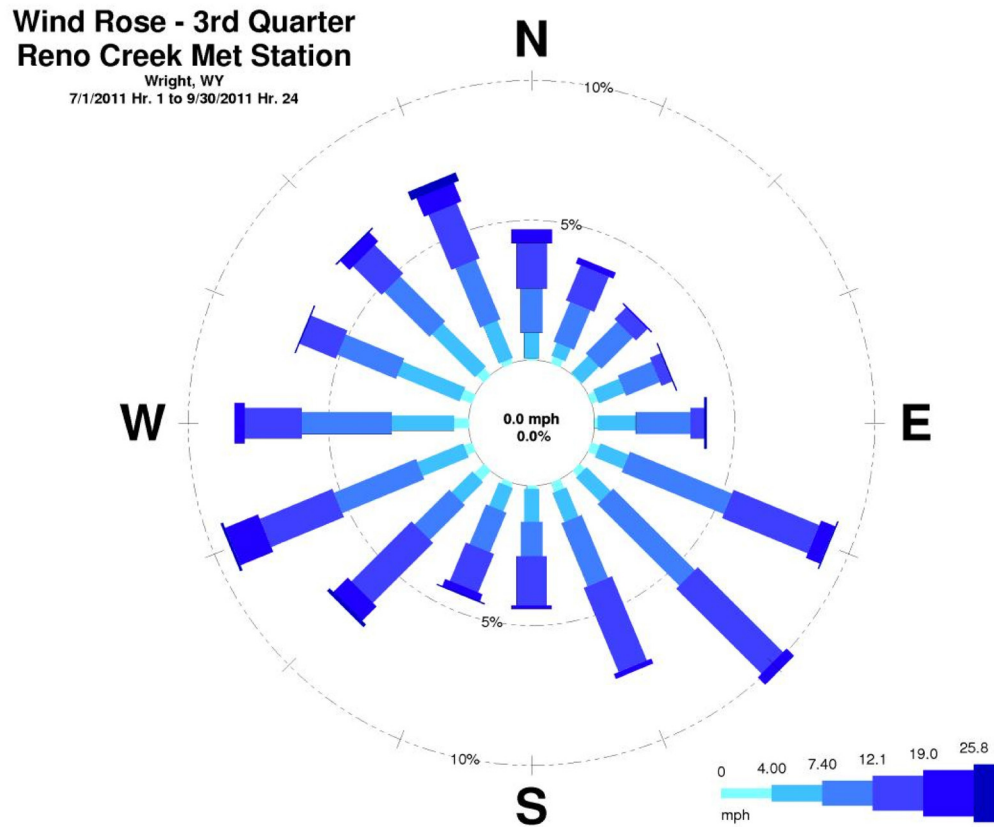 Wind Rose - 3rd Quarter
Reno Creek Met Station
Wright, WY
7/1/2011 Hr. 1 to 9/30/2011 Hr. 24
N
10%
5%
W
0.0 mph
0.0%
E
5%
10%
S
0 4.00 7.40 12.1 19.0 25.8
mph